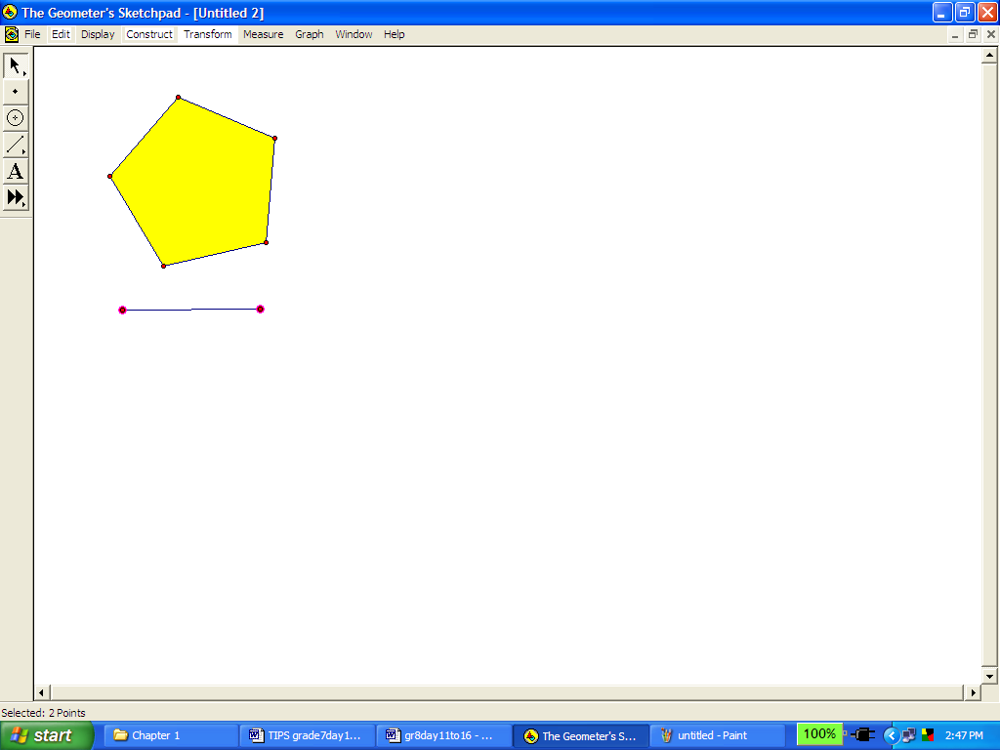 The Geometer's Sketchpad - [Untitled 2]
File Edit Display Construct Transform Measure Graph Window Help
A
Selected: 2 Points
start Chapter 1 TIPS grade7day1... gr8day11to16 - ... The Geometer's S... untitled - Paint 100% 2:47 PM